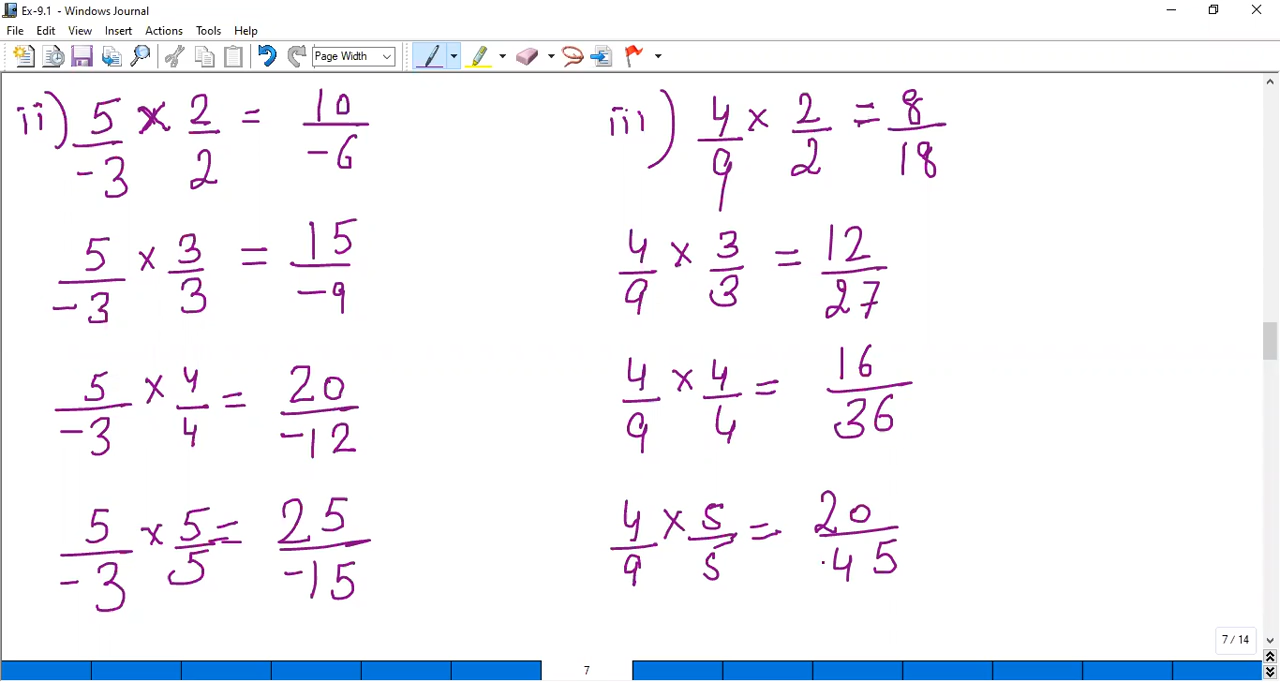 Ex-9.1 - Windows Journal
File Edit View Insert Actions Tools Help
Page Width
ii) 5/-3 × 2/2 = 10/-6
5/-3 × 3/3 = 15/-9
5/-3 × 4/4 = 20/-12
5/-3 × 5/5 = 25/-15
iii) 4/9 × 2/2 = 8/18
4/9 × 3/3 = 12/27
4/9 × 4/4 = 16/36
4/9 × 5/5 = 20/45
7 / 14
7